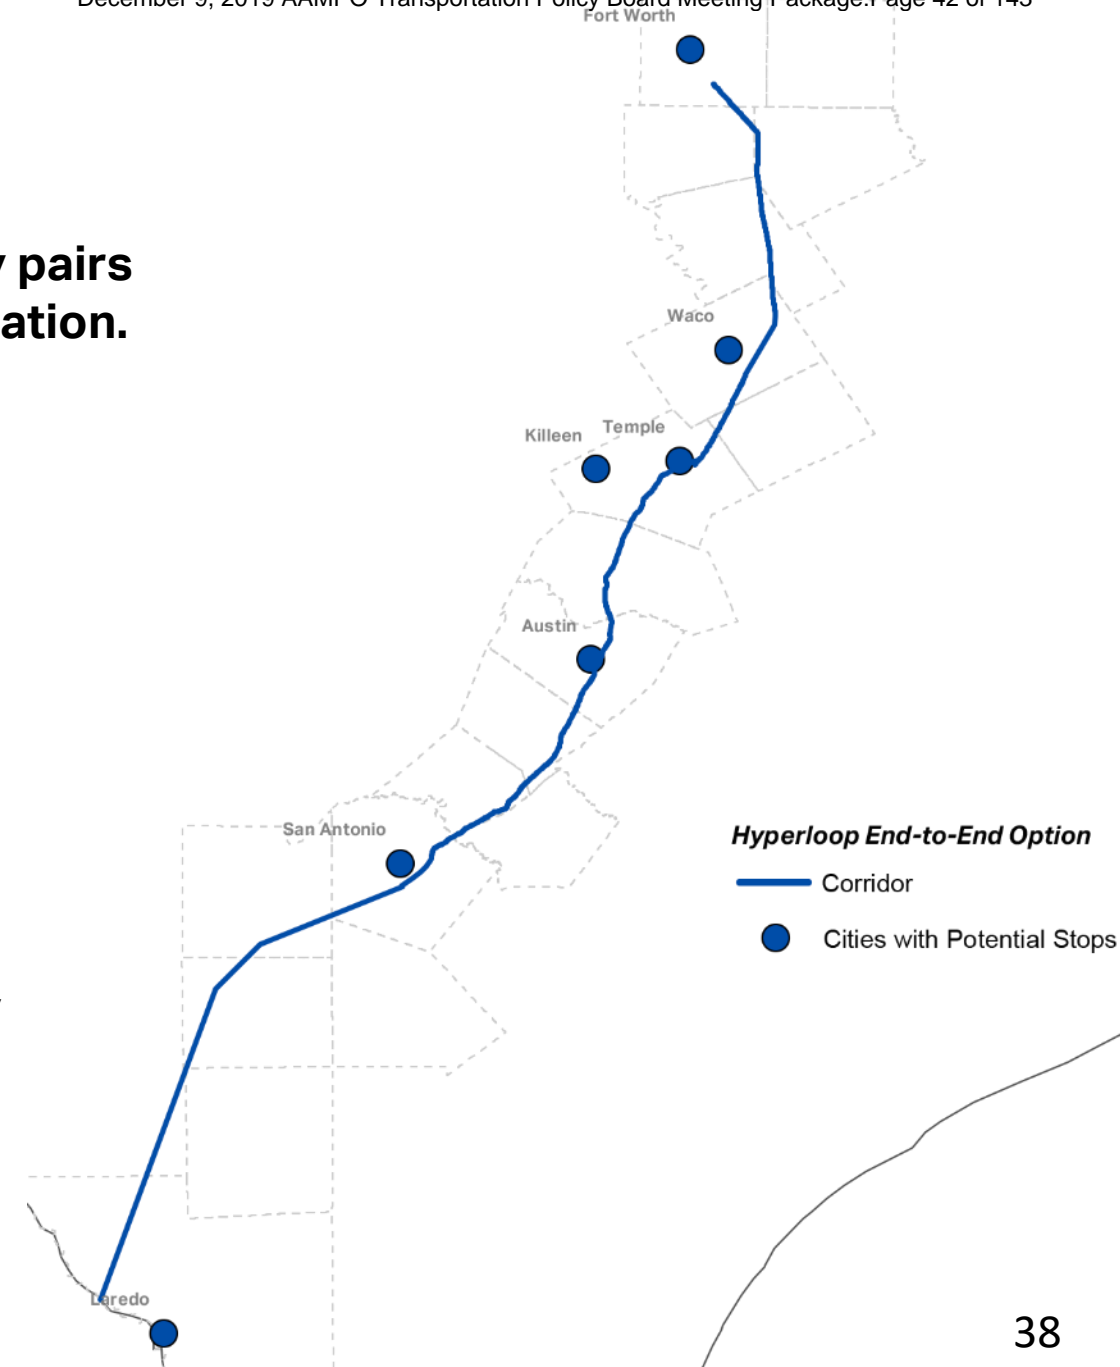 December 9, 2019 AAMPO Transportation Policy Board Meeting Package.Page 42 of 143
Fort Worth
pairs
ation.
Waco
Killeen
Temple
Austin
San Antonio
Hyperloop End-to-End Option
Corridor
Cities with Potential Stops
Laredo
38